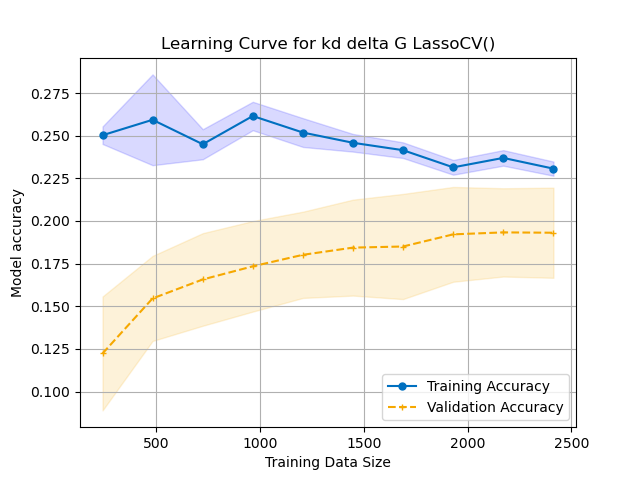 Learning Curve for kd delta G LassoCV()
0.275
0.250
0.225
0.200
0.175
0.150
0.125
0.100
Model accuracy
Training Accuracy
Validation Accuracy
500
1000
1500
2000
2500
Training Data Size